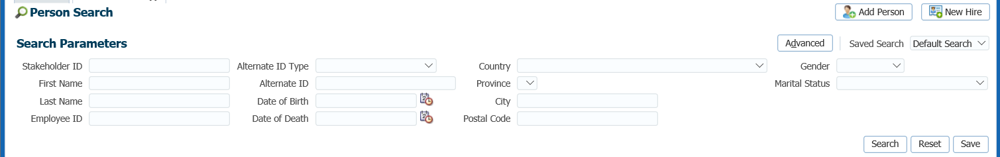 Person Search Add Person New Hire
Search Parameters Advanced Saved Search Default Search
Stakeholder ID Alternate ID Type Country Gender
First Name Alternate ID Province Marital Status
Last Name Date of Birth City
Employee ID Date of Death Postal Code
Search Reset Save